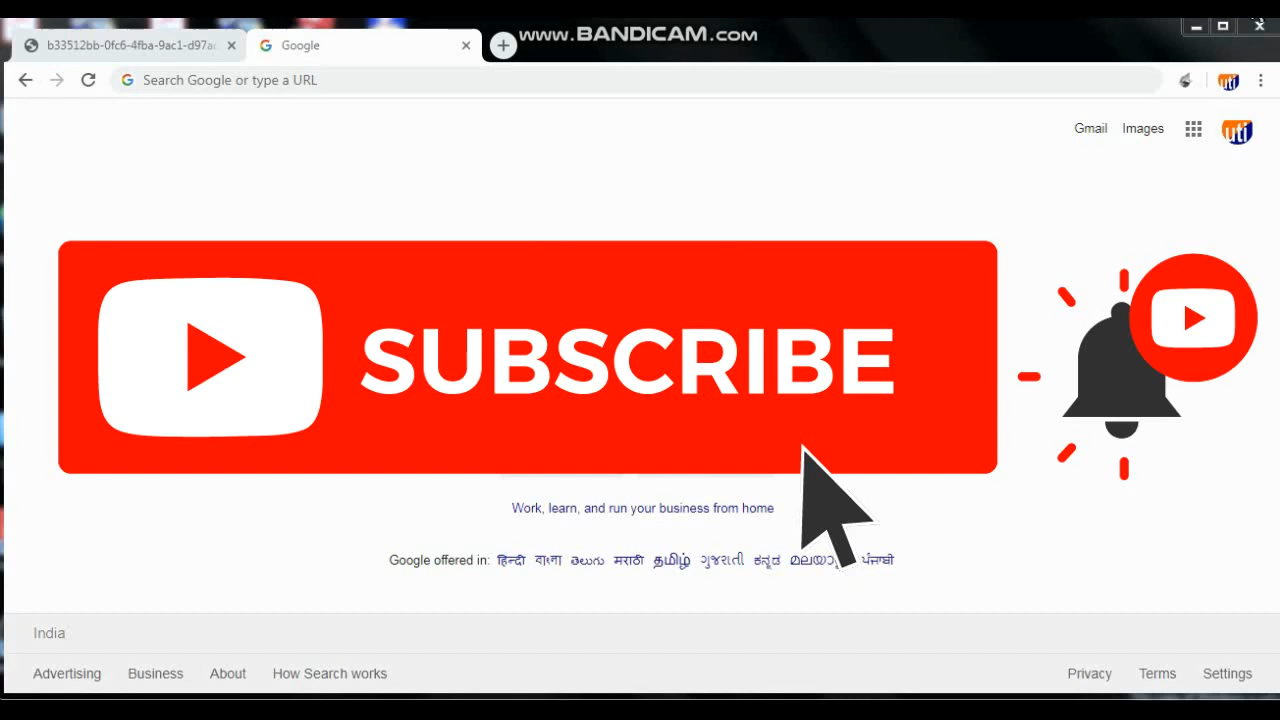 www.BANDICAM.com
b33512bb-0fc6-4fba-9ac1-d97a
Google
Search Google or type a URL
uti
Gmail Images
uti
SUBSCRIBE
Work, learn, and run your business from home
Google offered in: हिन्दी বাংলা తెలుగు मराठी தமிழ் ગુજરાતી ಕನ್ನಡ ਪੰਜਾਬੀ
India
Advertising Business About How Search works
Privacy Terms Settings